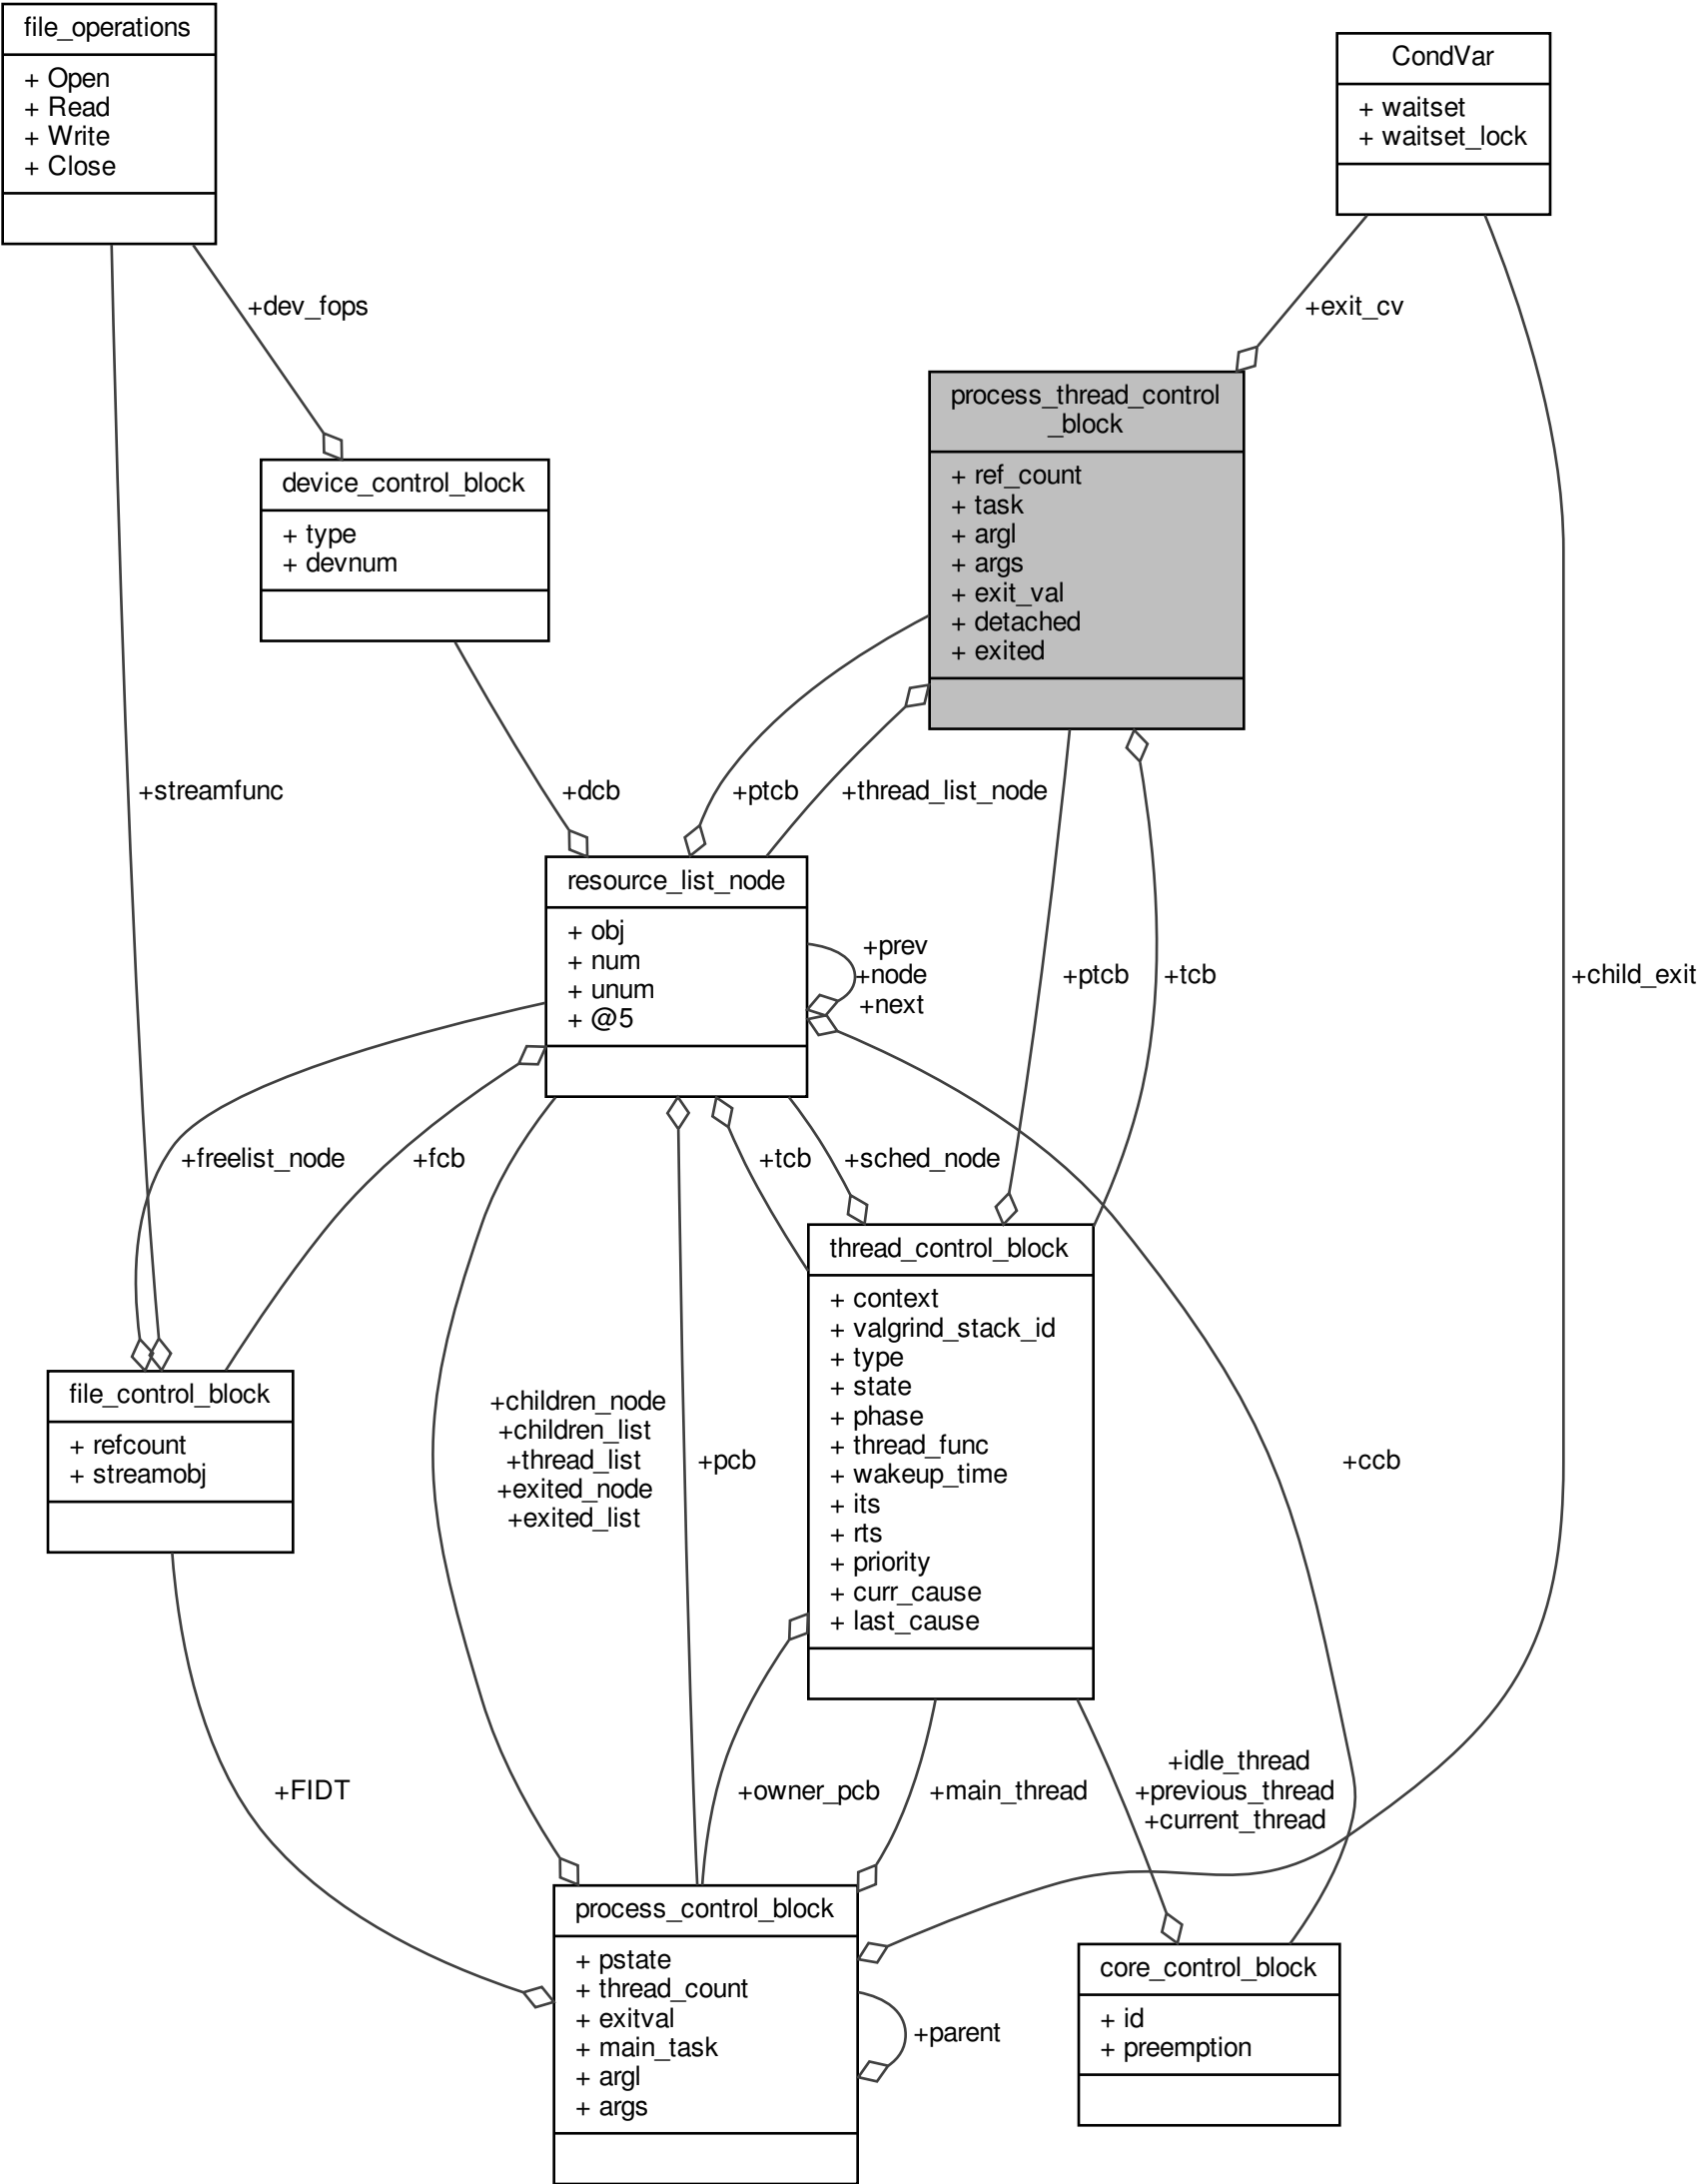 file_operations
+ Open
+ Read
+ Write
+ Close
CondVar
+ waitset
+ waitset_lock
+dev_fops
+exit_cv
process_thread_control
_block
+ ref_count
+ task
+ argl
+ args
+ exit_val
+ detached
+ exited
device_control_block
+ type
+ devnum
+streamfunc
+dcb
+ptcb
+thread_list_node
resource_list_node
+ obj
+ num
+ unum
+ @5
+prev
+node
+next
+ptcb
+tcb
+child_exit
+freelist_node
+fcb
+tcb
+sched_node
thread_control_block
+ context
+ valgrind_stack_id
+ type
+ state
+ phase
+ thread_func
+ wakeup_time
+ its
+ rts
+ priority
+ curr_cause
+ last_cause
file_control_block
+ refcount
+ streamobj
+children_node
+children_list
+thread_list
+exited_node
+exited_list
+pcb
+ccb
+FIDT
+owner_pcb
+main_thread
+idle_thread
+previous_thread
+current_thread
process_control_block
+ pstate
+ thread_count
+ exitval
+ main_task
+ argl
+ args
+parent
core_control_block
+ id
+ preemption